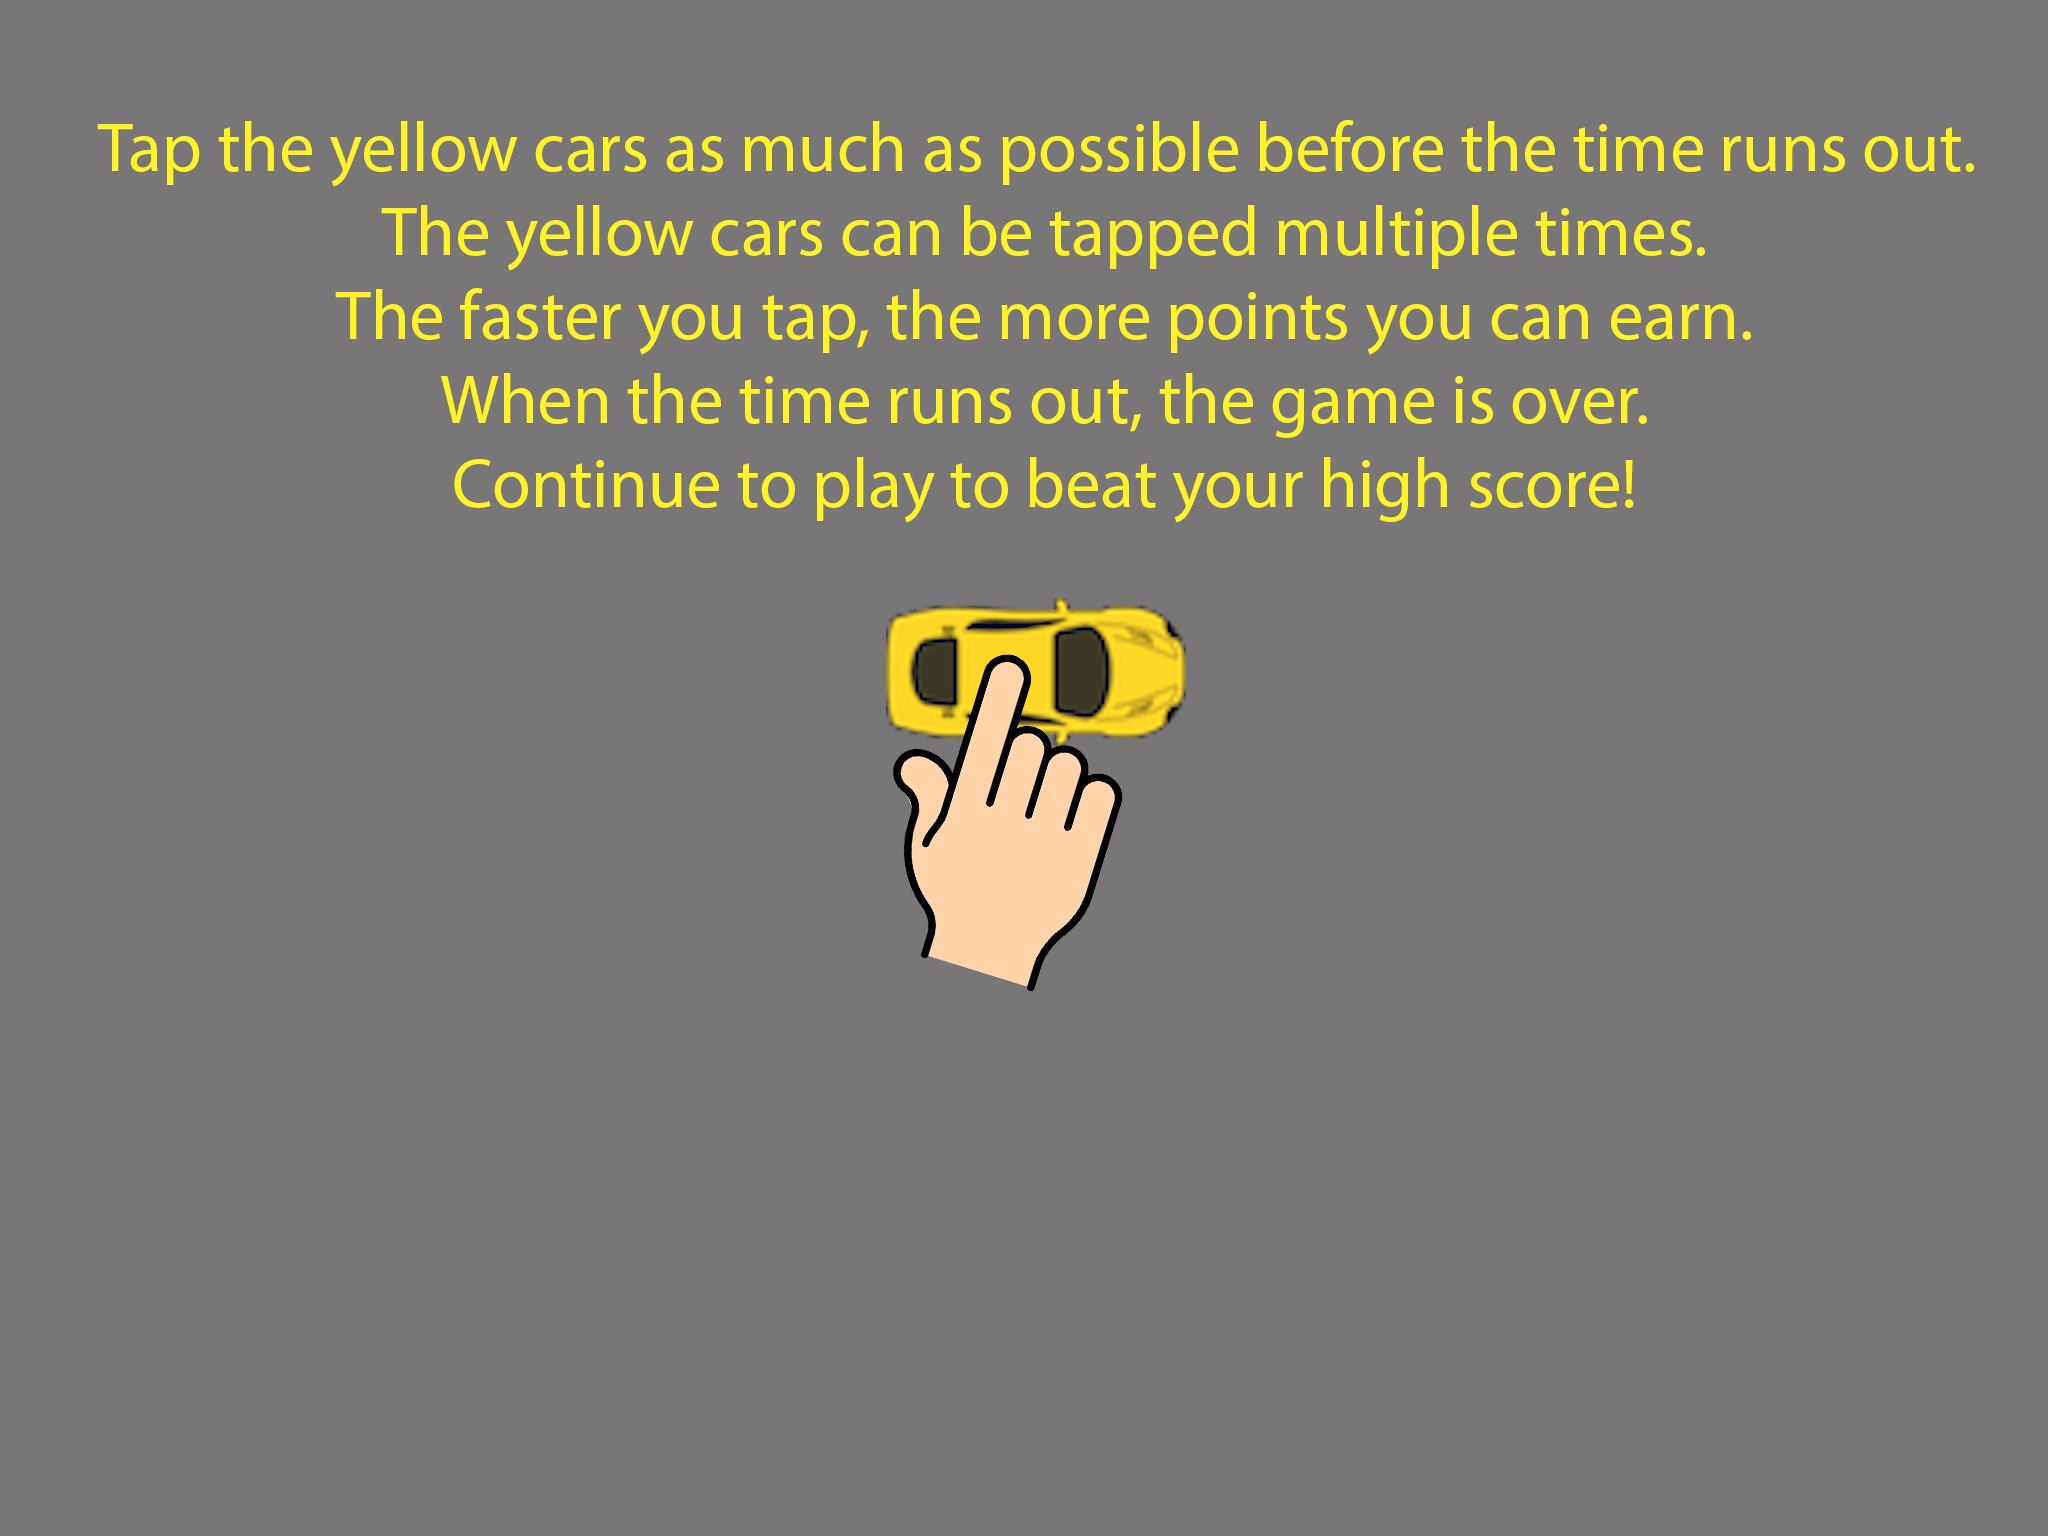 Tap the yellow cars as much as possible before the time runs out.
The yellow cars can be tapped multiple times.
The faster you tap, the more points you can earn.
When the time runs out, the game is over.
Continue to play to beat your high score!